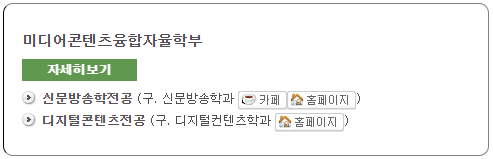 미디어콘텐츠융합자율학부
자세히보기
신문방송학전공 (구. 신문방송학과 카페 홈페이지)
디지털콘텐츠전공 (구. 디지털컨텐츠학과 홈페이지)